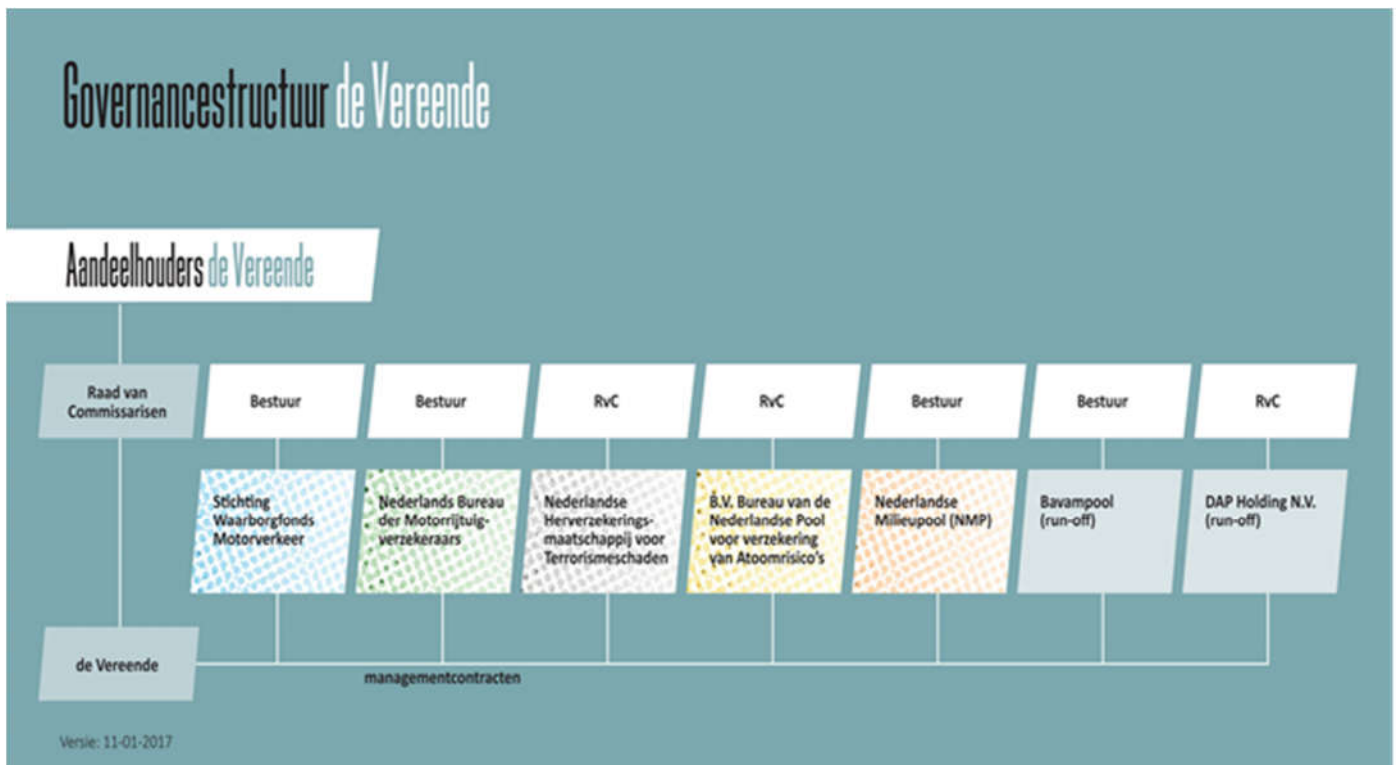 Governancestructuur de Vereende
Aandeelhouders de Vereende
Raad van
Commissarisen
Bestuur
Bestuur
RvC
RvC
Bestuur
Bestuur
RvC
Stichting
Waarborgfonds
Motorverkeer
Nederlands Bureau
der Motorrijtuig-
verzekeraars
Nederlandse
Herverzekerings-
maatschappij voor
Terrorismeschaden
B.V. Bureau van de
Nederlandse Pool
voor verzekering
van Atoomrisico's
Nederlandse
Milieupool (NMP)
Bavampool
(run-off)
DAP Holding N.V.
(run-off)
de Vereende
managementcontracten
Versie: 11-01-2017